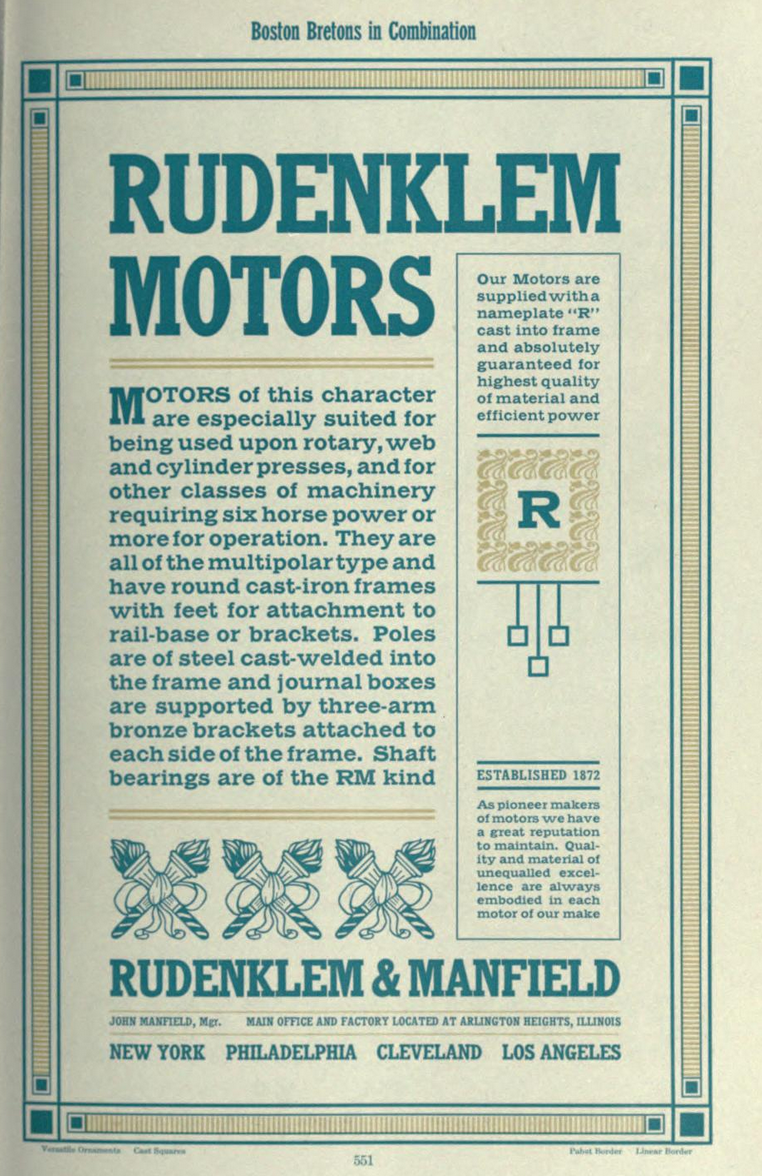 Boston Bretons in Combination
RUDENKLEM
MOTORS
MOTORS of this character
are especially suited for
being used upon rotary, web
and cylinder presses, and for
other classes of machinery
requiring six horse power or
more for operation. They are
all of the multipolar type and
have round cast-iron frames
with feet for attachment to
rail-base or brackets. Poles
are of steel cast-welded into
the frame and journal boxes
are supported by three-arm
bronze brackets attached to
each side of the frame. Shaft
bearings are of the RM kind
Our Motors are
supplied with a
nameplate "R"
cast into frame
and absolutely
guaranteed for
highest quality
of material and
efficient power
R
ESTABLISHED 1872
As pioneer makers
of motors we have
a great reputation
to maintain. Qual-
ity and material of
unequalled excel-
lence are always
embodied in each
motor of our make
RUDENKLEM & MANFIELD
JOHN MANFIELD, Mgr. MAIN OFFICE AND FACTORY LOCATED AT ARLINGTON HEIGHTS, ILLINOIS
NEW YORK PHILADELPHIA CLEVELAND LOS ANGELES
Versatile Ornaments Cast Squares Pabst Border Linear Border
551